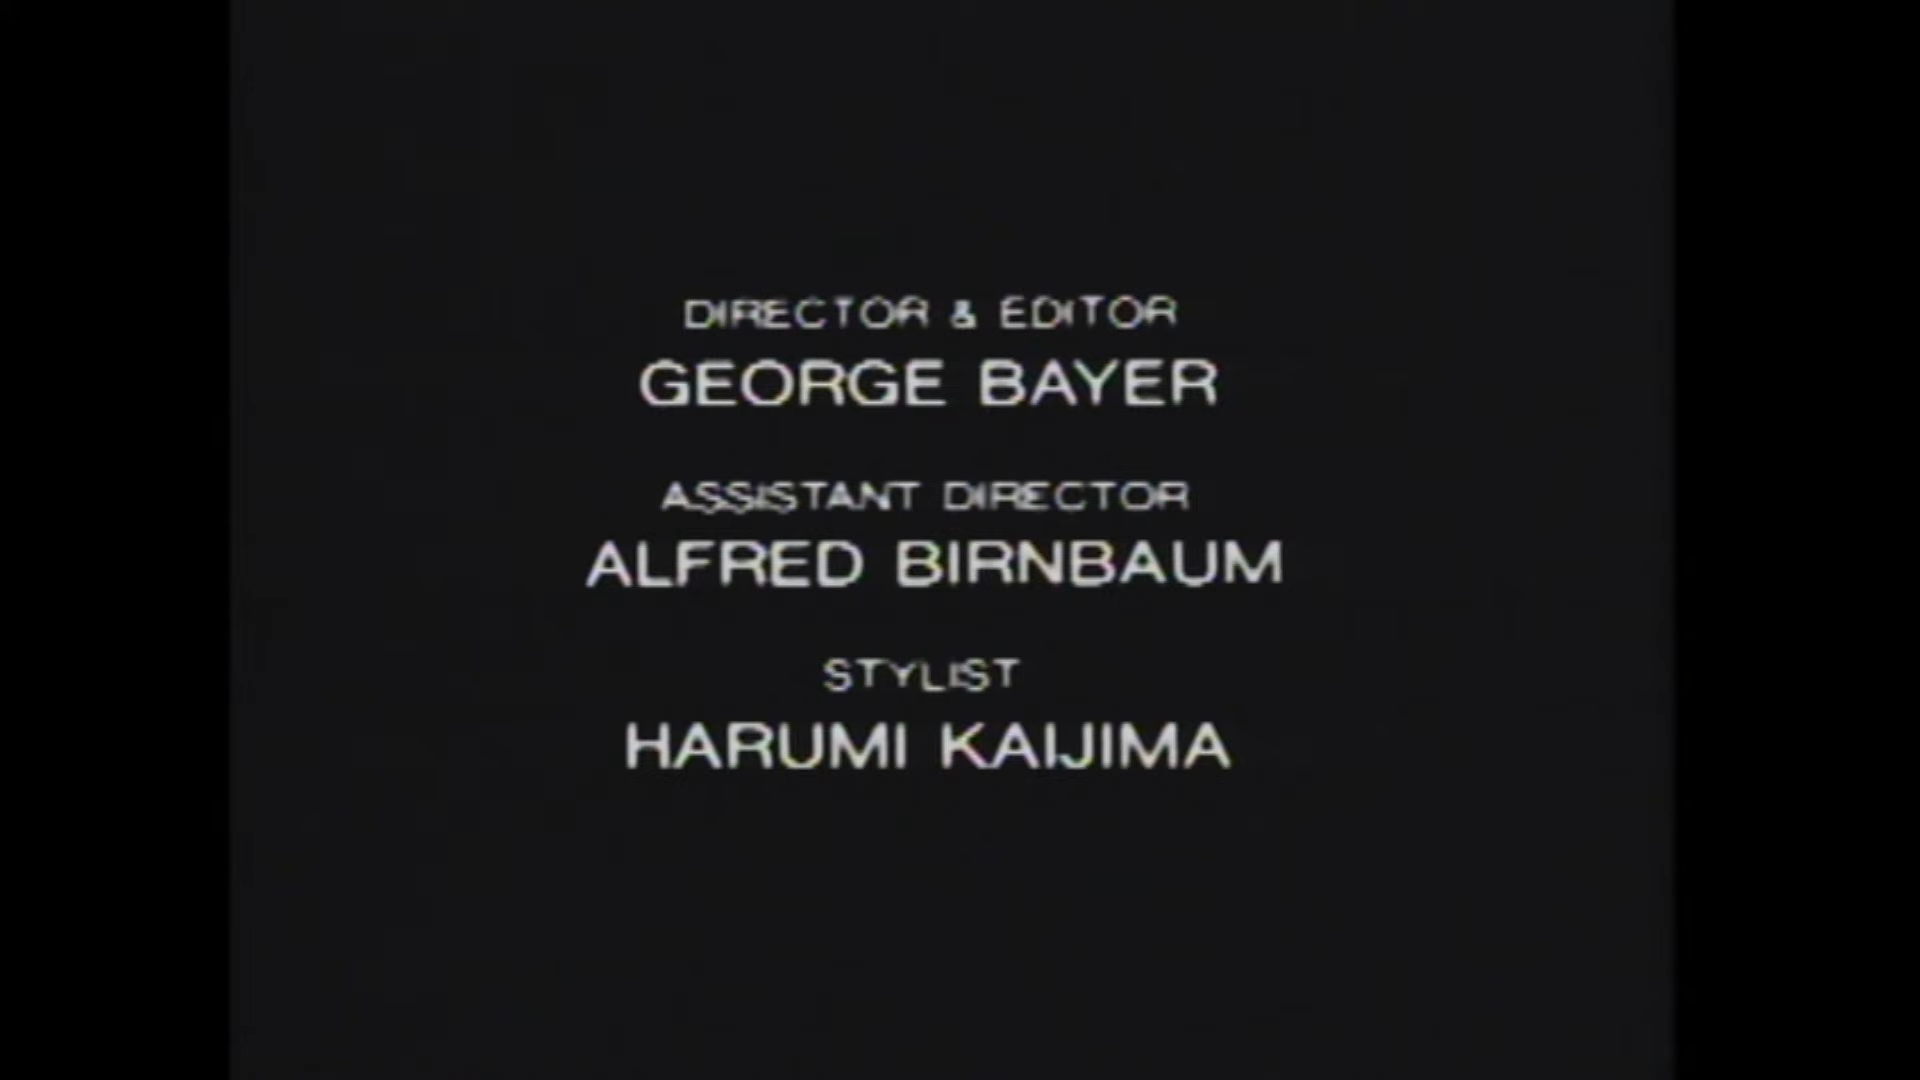 DIRECTOR & EDITOR
GEORGE BAYER
ASSISTANT DIRECTOR
ALFRED BIRNBAUM
STYLIST
HARUMI KAIJIMA